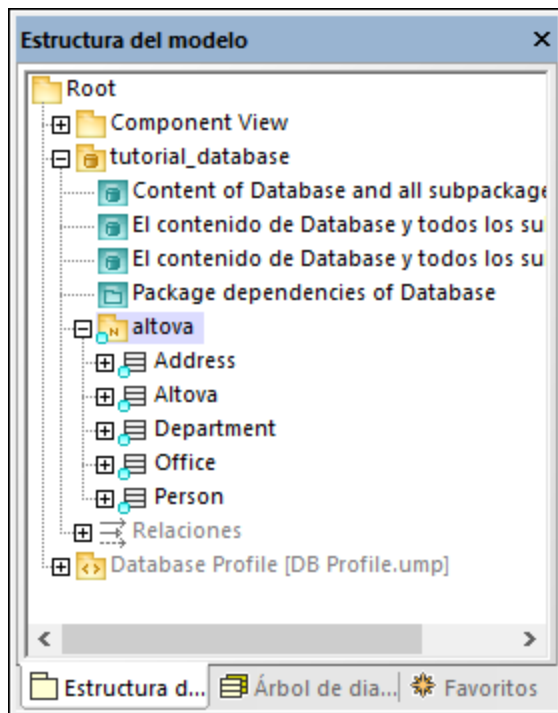 Estructura del modelo
Root
Component View
tutorial_database
Content of Database and all subpackage
El contenido de Database y todos los su
El contenido de Database y todos los su
Package dependencies of Database
altova
Address
Altova
Department
Office
Person
Relaciones
Database Profile [DB Profile.ump]
Estructura d... Árbol de dia... Favoritos